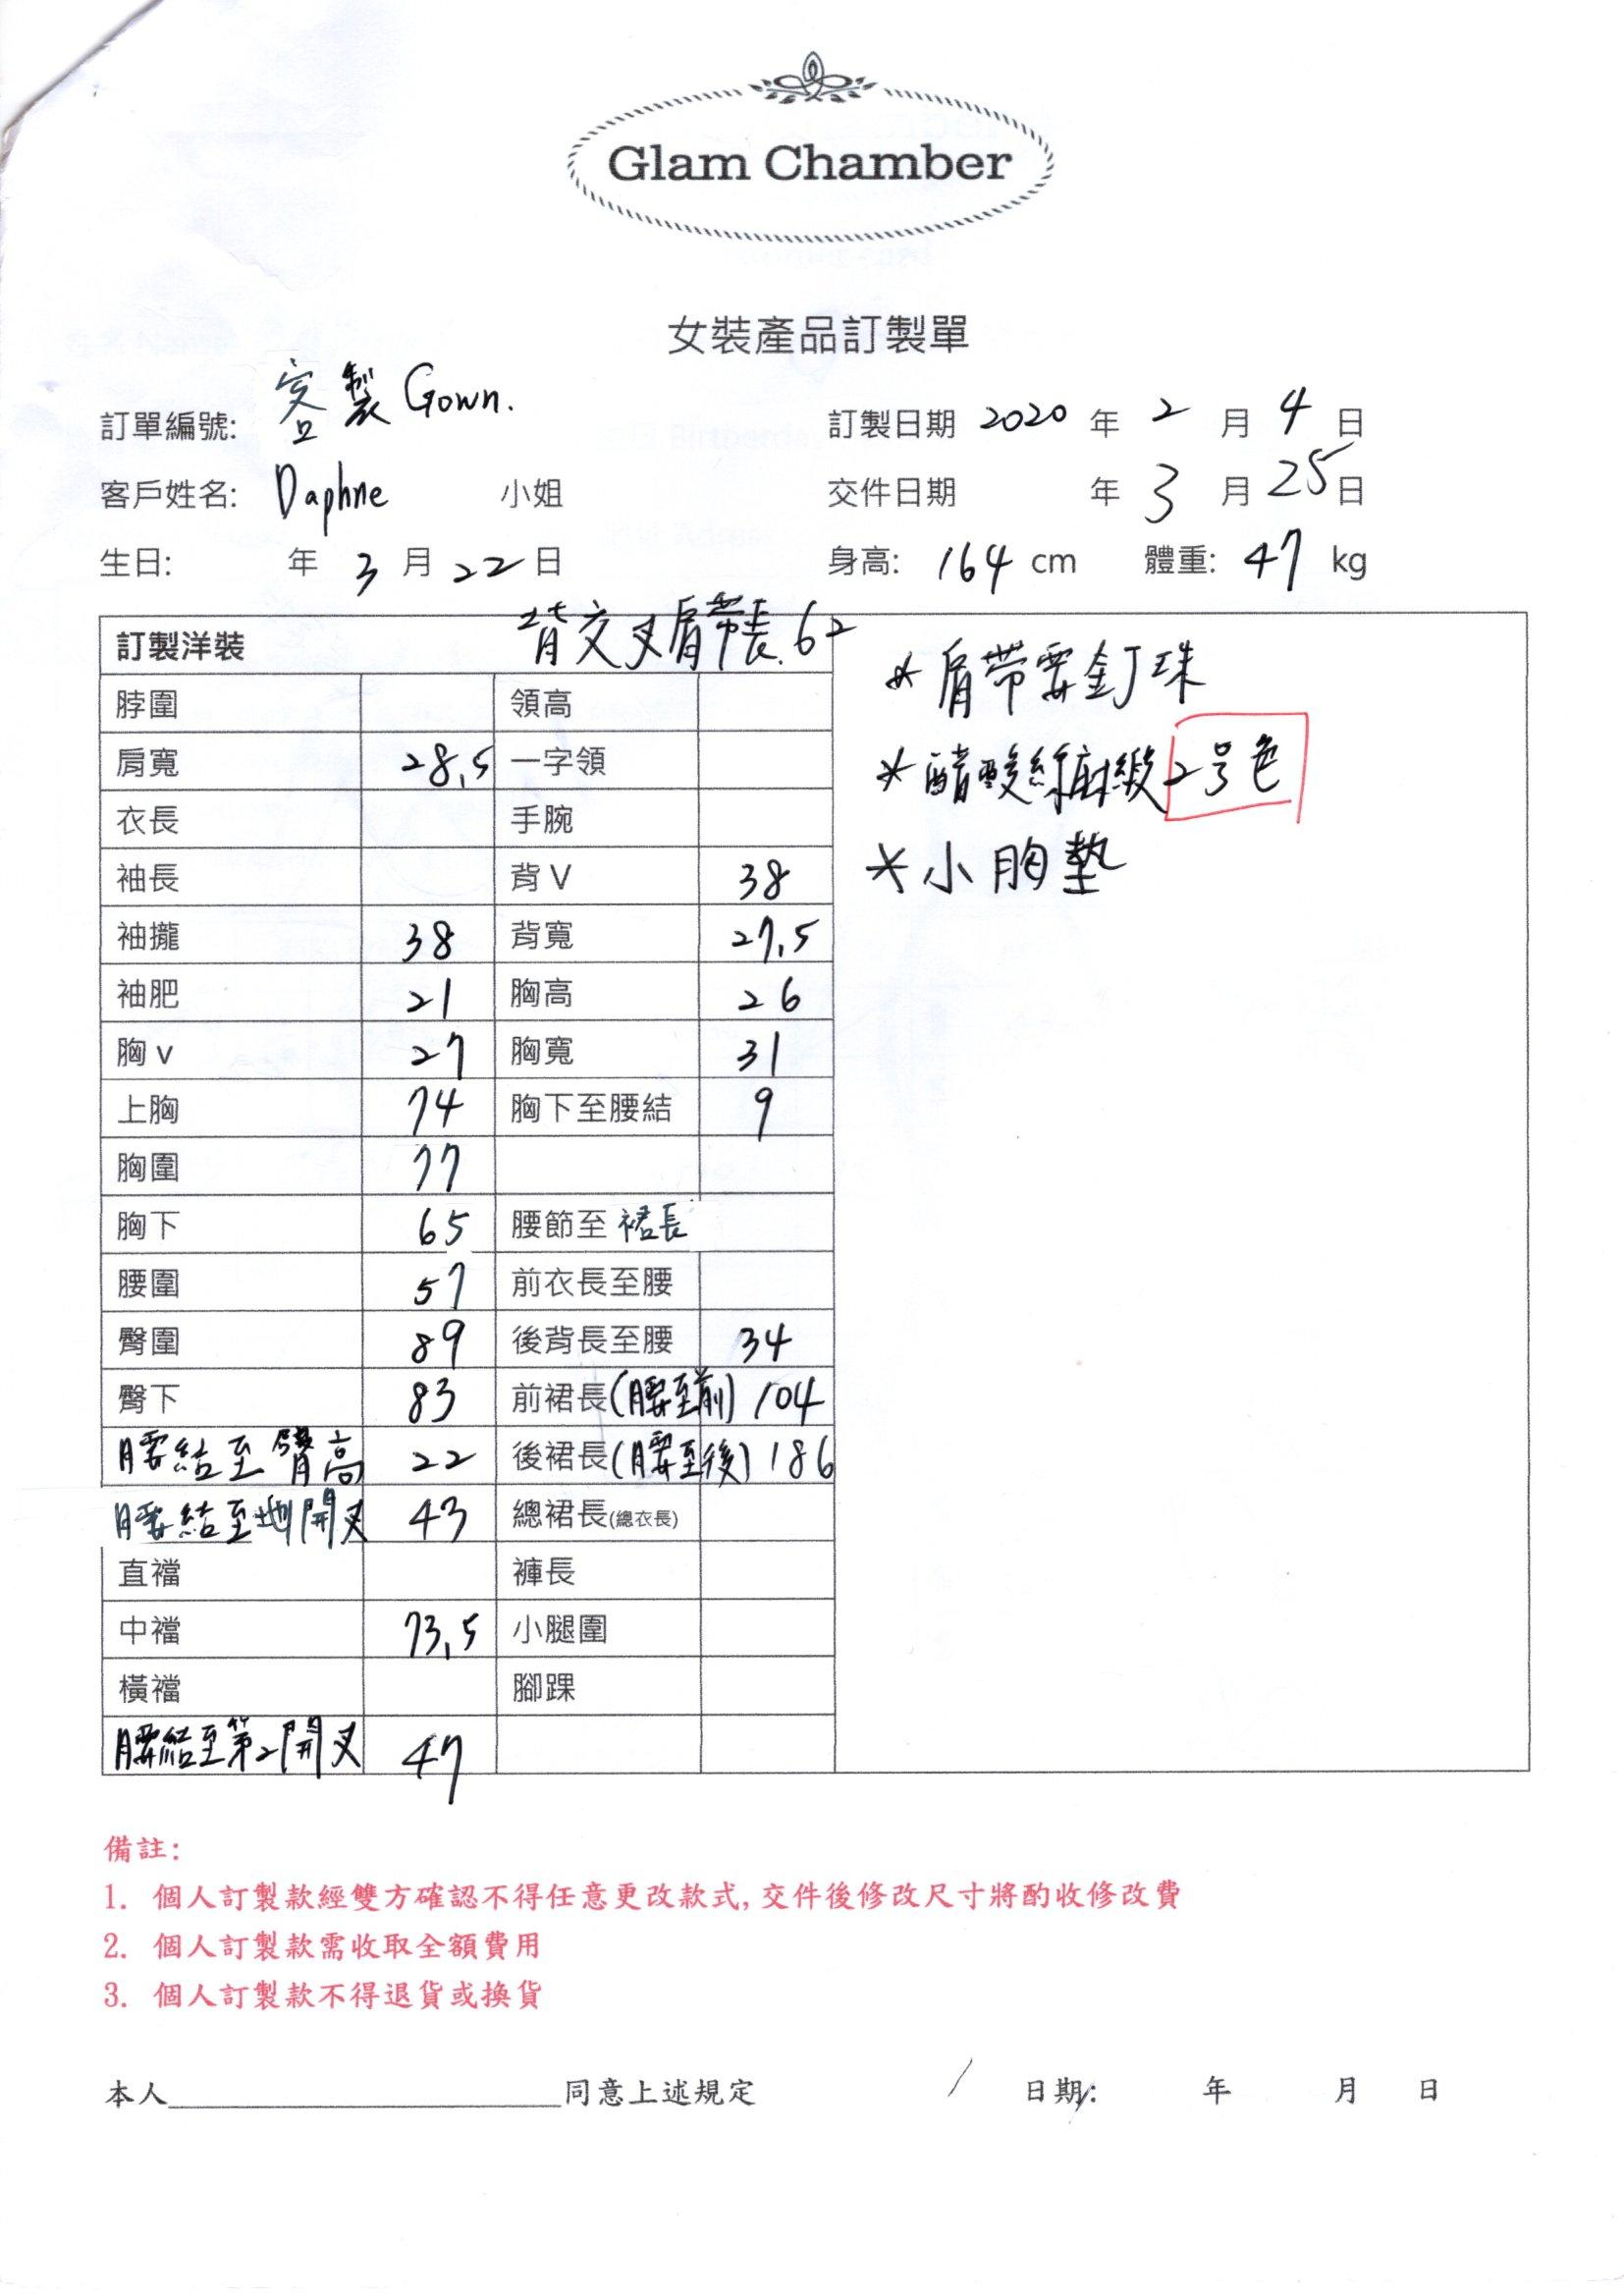 Glam Chamber
女裝產品訂製單
訂單編號: 客製 Gown. 訂製日期 2020 年 2 月 4 日
客戶姓名: Daphne 小姐 交件日期 年 3 月 25 日
生日: 年 3 月 22 日 身高: 164 cm 體重: 47 kg
訂製洋裝 背交叉肩帶長.62
脖圍 領高
肩寬 28.5 一字領
衣長 手腕
袖長 背 V 38
袖攏 38 背寬 27.5
袖肥 21 胸高 26
胸 v 27 胸寬 31
上胸 74 胸下至腰結 9
胸圍 77
胸下 65 腰節至 裙長
腰圍 57 前衣長至腰
臀圍 89 後背長至腰 34
臀下 83 前裙長(腰至前) 104
腰結至臀高 22 後裙長(腰至後) 186
腰結至地開叉 43 總裙長(總衣長)
直襠 褲長
中襠 73.5 小腿圍
橫襠 腳踝
腰結至第2開叉 47
*肩帶要釘珠
*醋酸絲麻緞2号色
*小胸墊
備註:
1. 個人訂製款經雙方確認不得任意更改款式, 交件後修改尺寸將酌收修改費
2. 個人訂製款需收取全額費用
3. 個人訂製款不得退貨或換貨
本人____________________同意上述規定 日期: 年 月 日